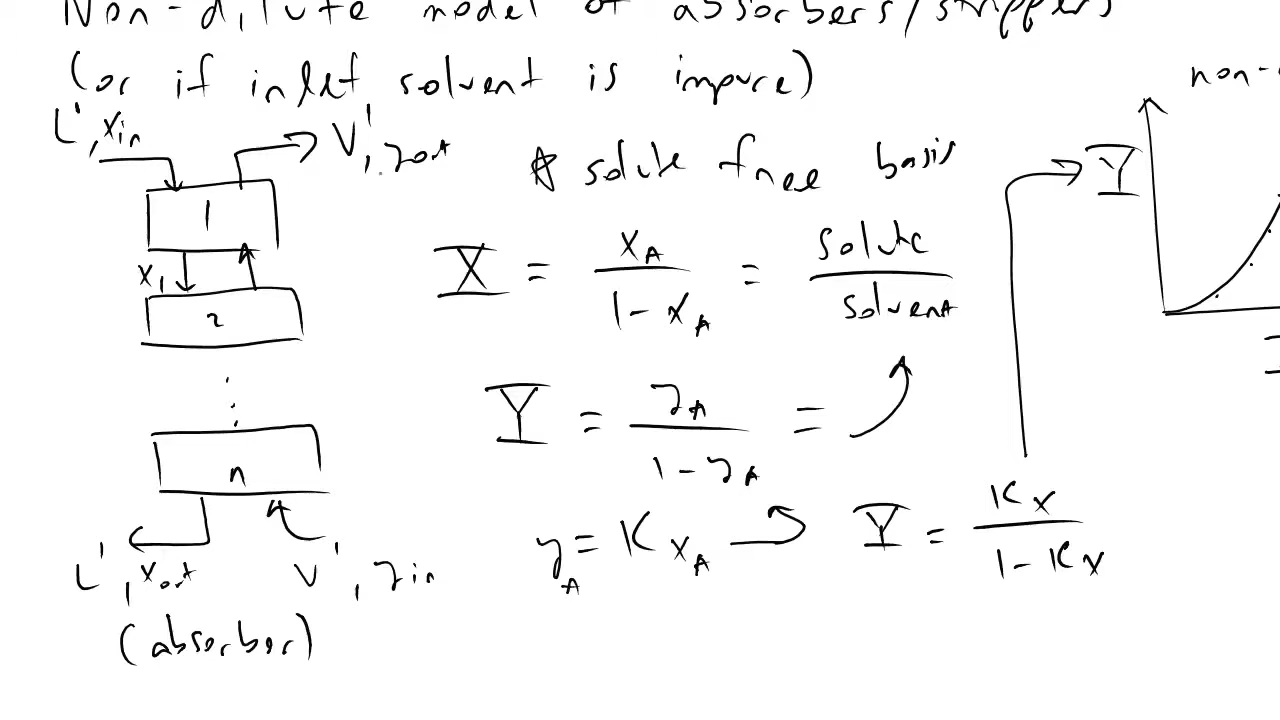 Non-dilute model of absorbers/strippers
(or if inlet solvent is impure)
non-
L', xin
V', yout
* solute free basis
Y
1
X = xA / 1 - xA = solute / solvent
x1
2
Y = yA / 1 - yA =
n
yA = K xA → Y = Kx / 1 - Kx
L', xout
V', yin
(absorber)